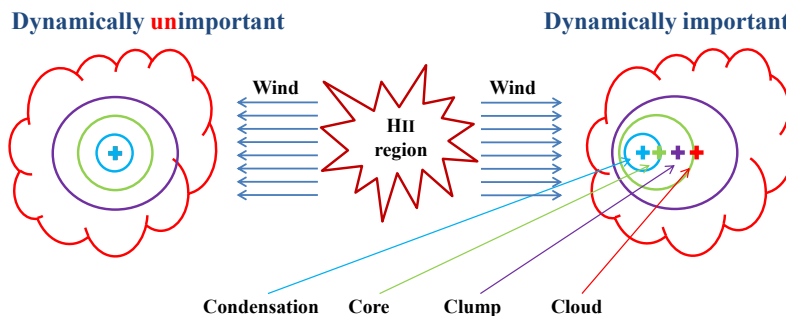 Dynamically unimportant
Dynamically important
Wind
Wind
HII
region
Condensation
Core
Clump
Cloud